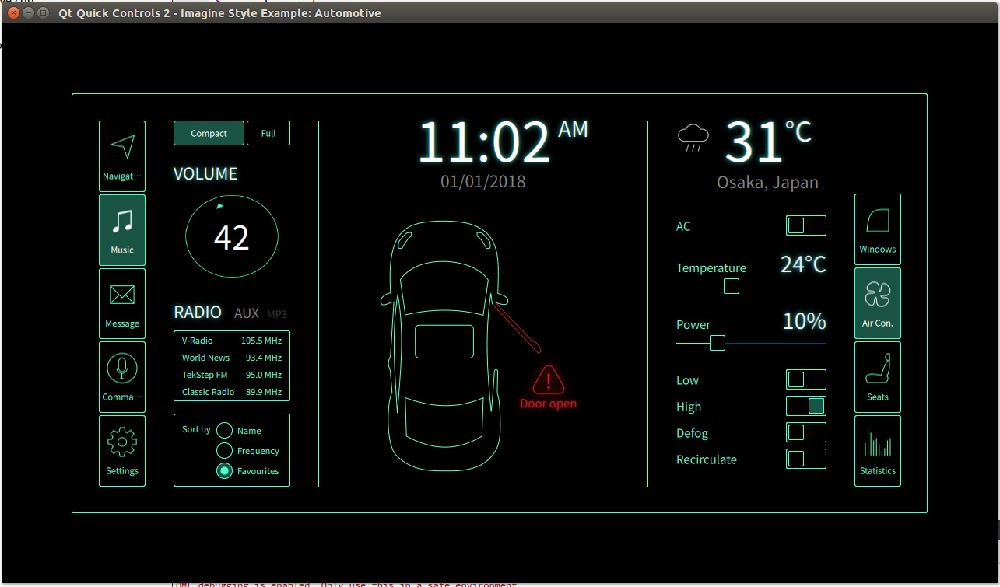 Qt Quick Controls 2 - Imagine Style Example: Automotive
Navigat···
Music
Message
Comma···
Settings
Compact
Full
VOLUME
42
RADIO AUX MP3
V-Radio 105.5 MHz
World News 93.4 MHz
TekStep FM 95.0 MHz
Classic Radio 89.9 MHz
Sort by
Name
Frequency
Favourites
11:02 AM
01/01/2018
Door open
31°C
Osaka, Japan
AC
Temperature 24°C
Power 10%
Low
High
Defog
Recirculate
Windows
Air Con.
Seats
Statistics
QML debugging is enabled. Only use this in a safe environment.